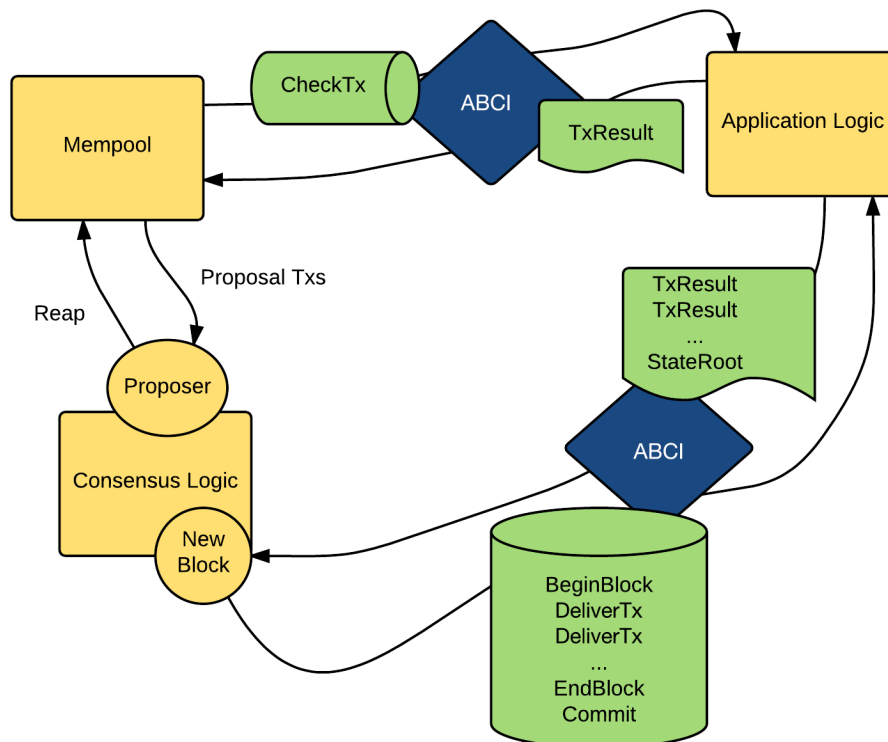 CheckTx
ABCI
TxResult
Application Logic
Mempool
Proposal Txs
Reap
TxResult
TxResult
...
StateRoot
Proposer
ABCI
Consensus Logic
New
Block
BeginBlock
DeliverTx
DeliverTx
...
EndBlock
Commit